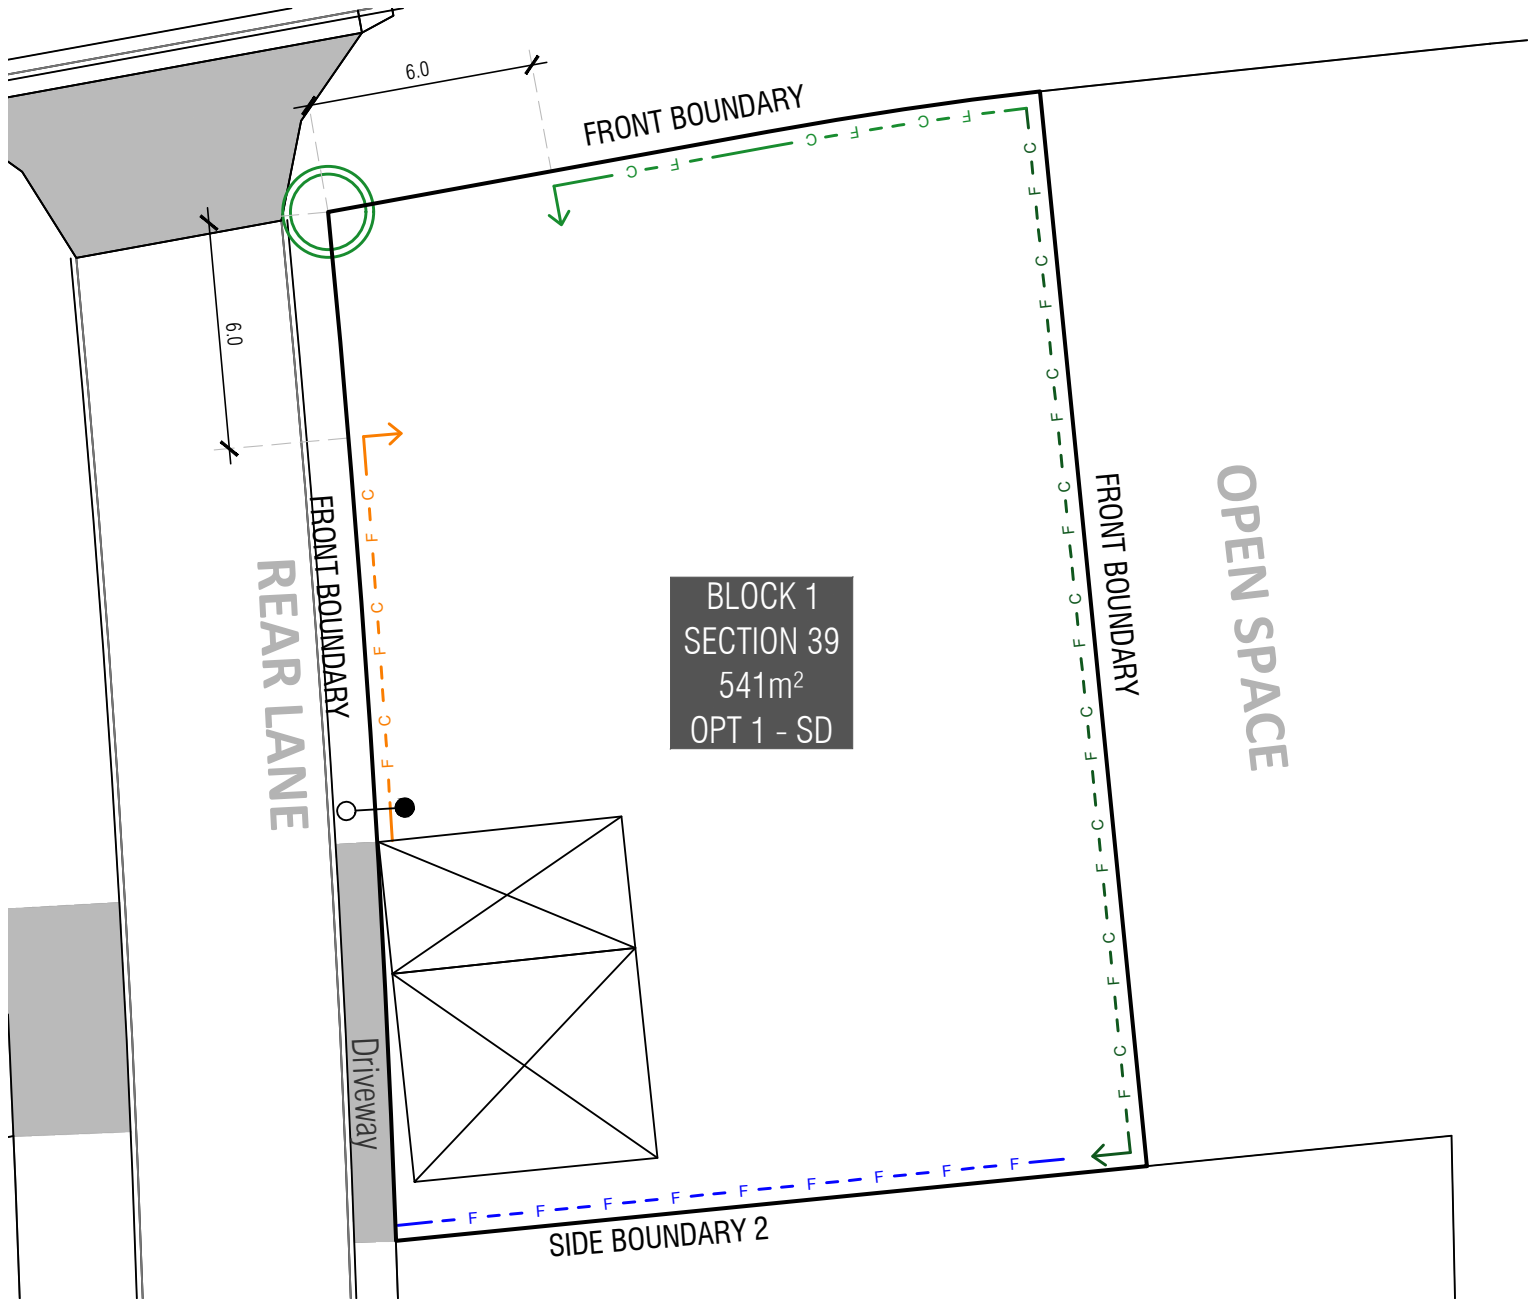 6.0
FRONT BOUNDARY
C F C F C F C F
C F C F C F C F C F C F C F C F C F
6.0
C F C F C F
FRONT BOUNDARY
REAR LANE
BLOCK 1
SECTION 39
541m²
OPT 1 - SD
FRONT BOUNDARY
OPEN SPACE
Driveway
F F F F F F F F F
SIDE BOUNDARY 2